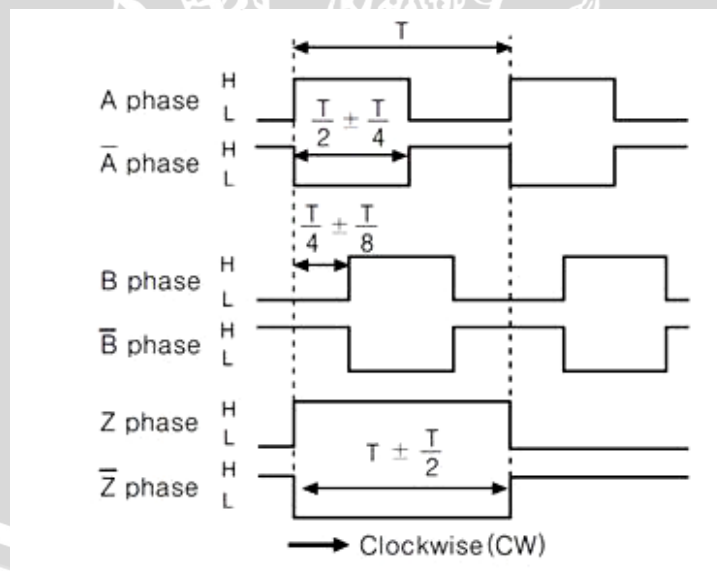 T
A phase H
L
T/2 ± T/4
A̅ phase H
L
T/4 ± T/8
B phase H
L
B̅ phase H
L
Z phase H
L
T ± T/2
Z̅ phase H
L
Clockwise(CW)